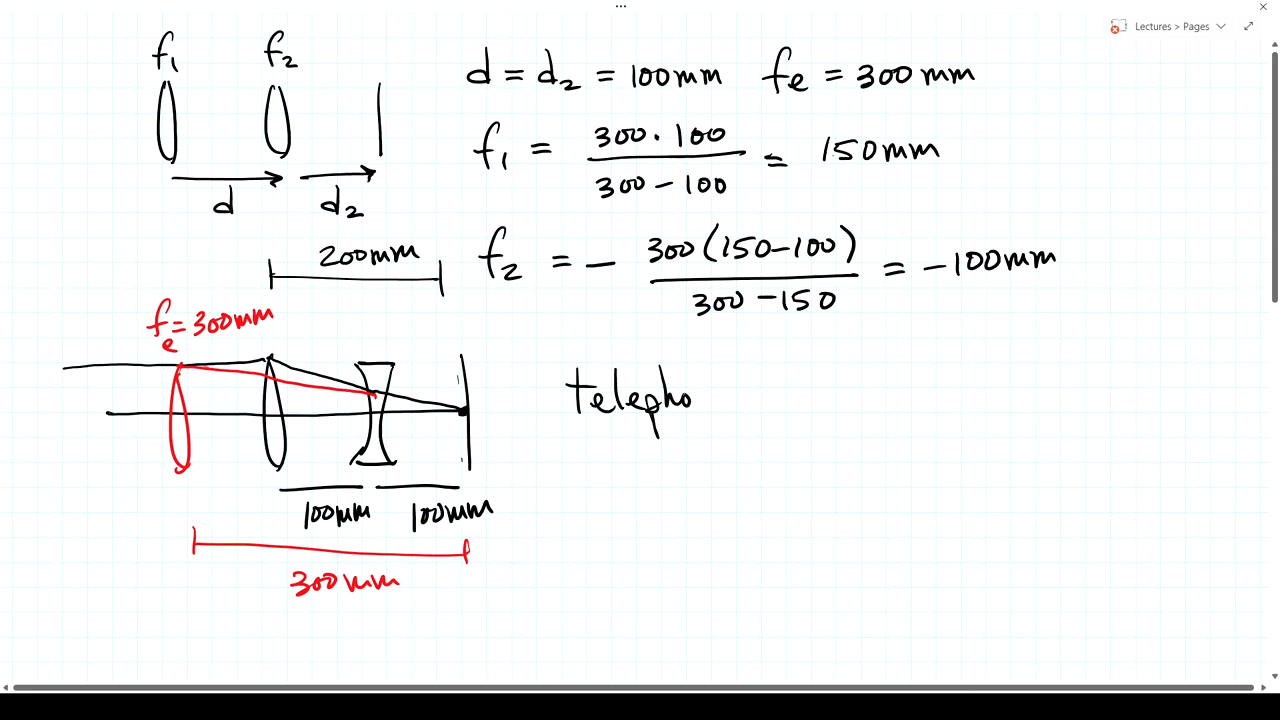 ...
Lectures > Pages
f₁ f₂ d = d₂ = 100mm fₑ = 300mm
f₁ = 300 · 100 / 300 - 100 = 150mm
d d₂
200mm f₂ = - 300(150-100) / 300 - 150 = -100mm
fₑ = 300mm
telepho
100mm 100mm
300mm